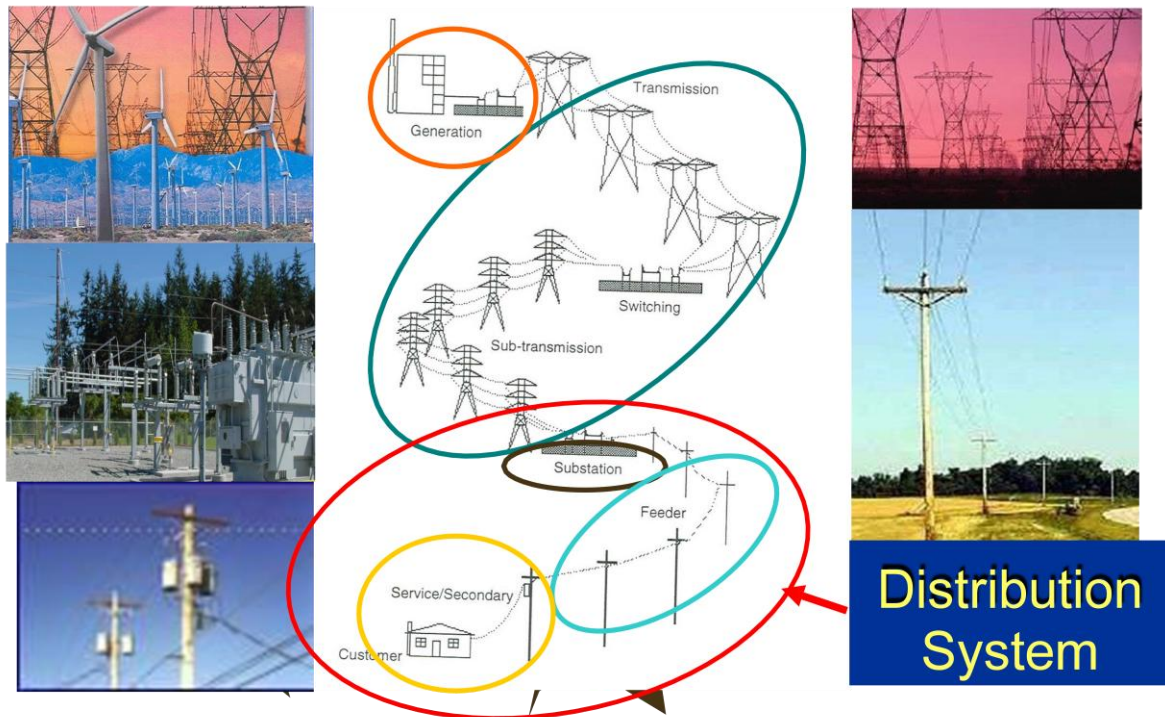 Transmission
Generation
Switching
Sub-transmission
Substation
Feeder
Service/Secondary
Customer
Distribution
System